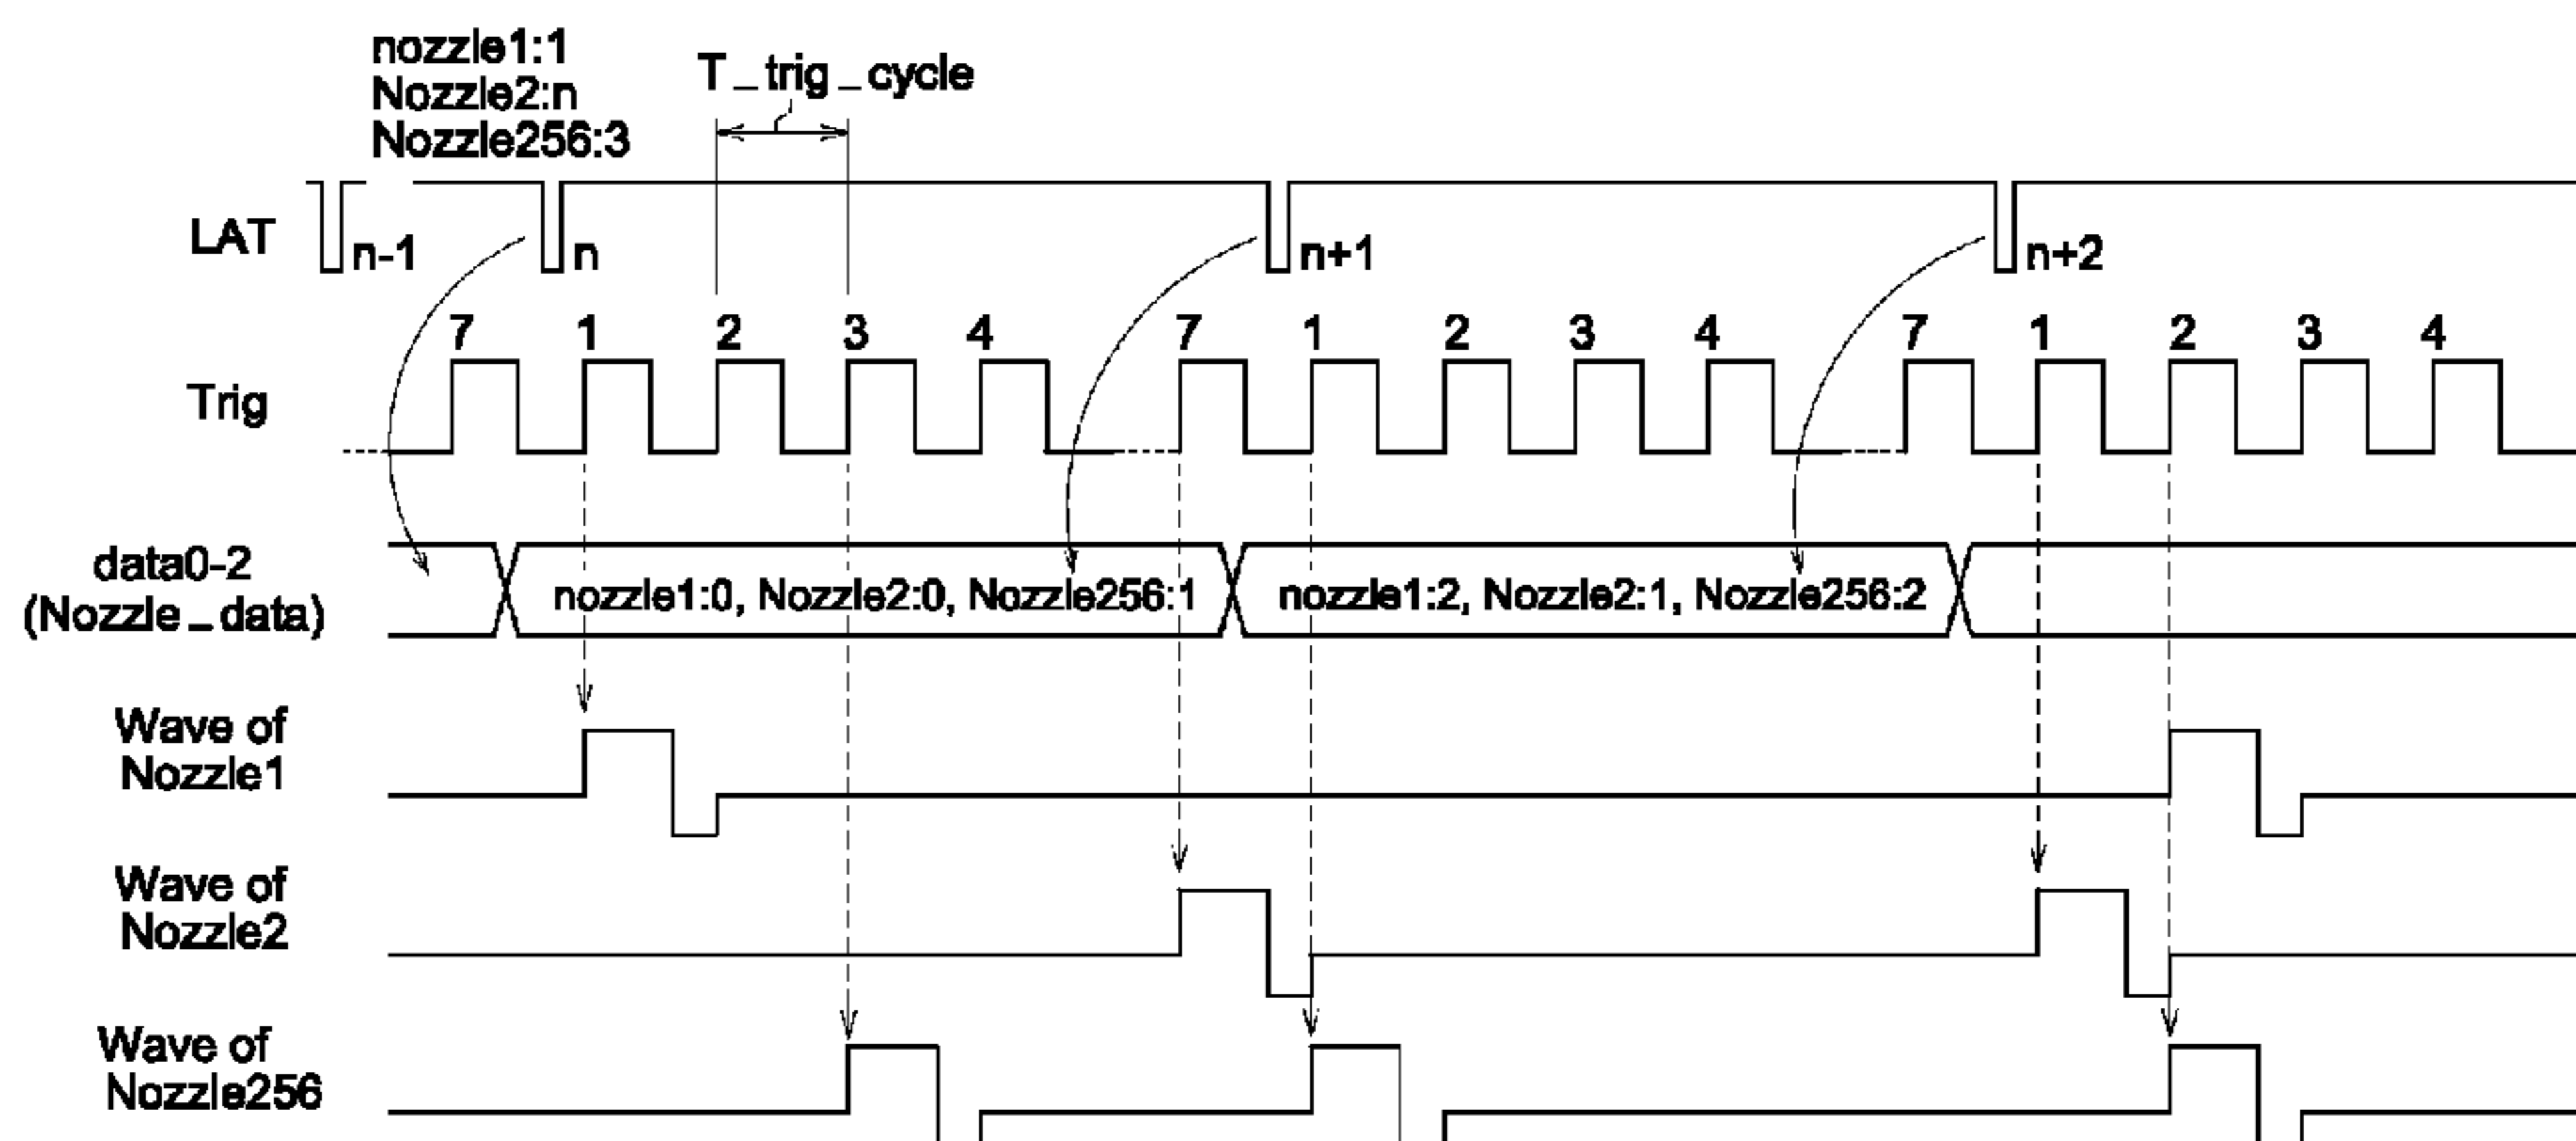 nozzle1:1
Nozzle2:n
Nozzle256:3
T_trig_cycle
LAT
n-1
n
n+1
n+2
7 1 2 3 4 7 1 2 3 4 7 1 2 3 4
Trig
data0-2
(Nozzle_data)
nozzle1:0, Nozzle2:0, Nozzle256:1
nozzle1:2, Nozzle2:1, Nozzle256:2
Wave of
Nozzle1
Wave of
Nozzle2
Wave of
Nozzle256